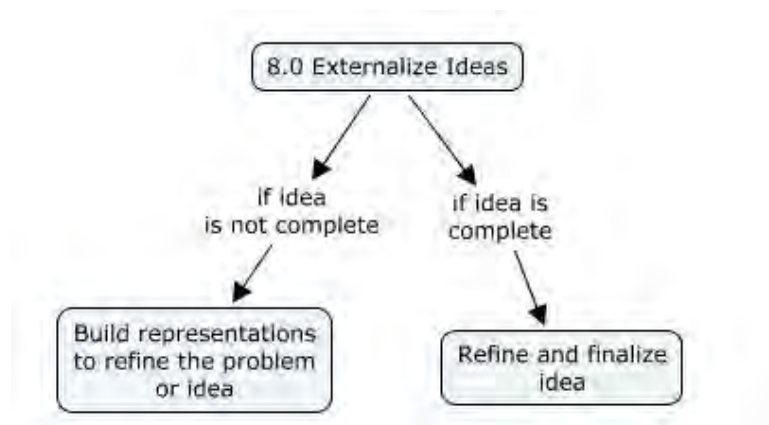 8.0 Externalize Ideas
if idea
is not complete
if idea is
complete
Build representations
to refine the problem
or idea
Refine and finalize
idea